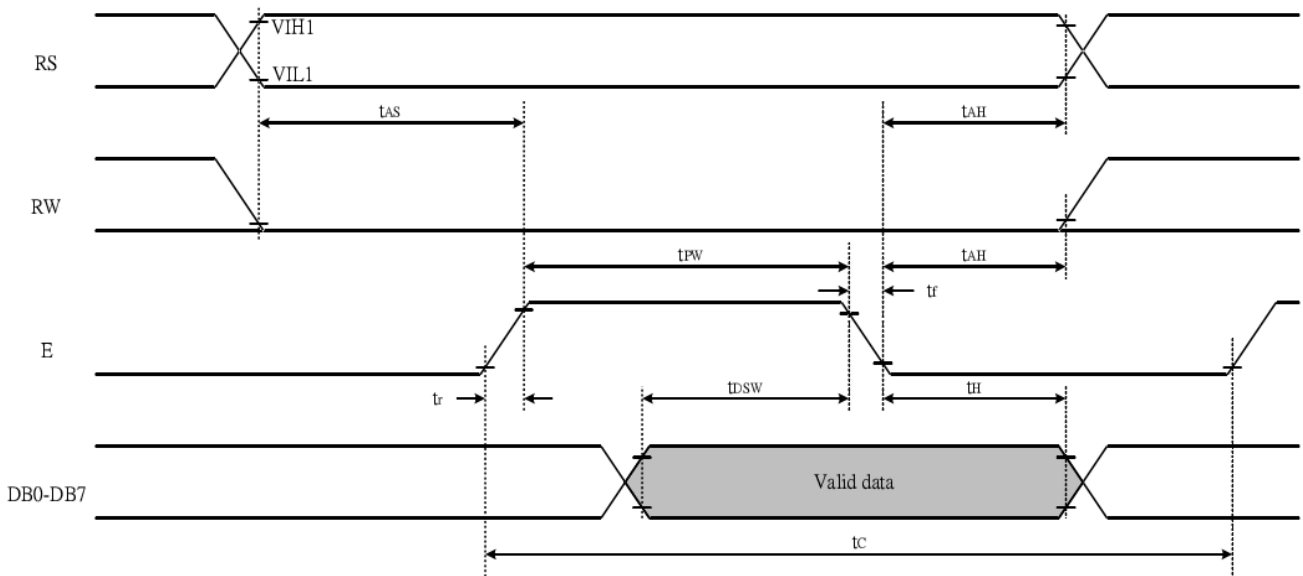 VIH1
RS
VIL1
tAS
tAH
RW
tPW
tAH
tf
E
tr
tDSW
tH
DB0-DB7
Valid data
tC